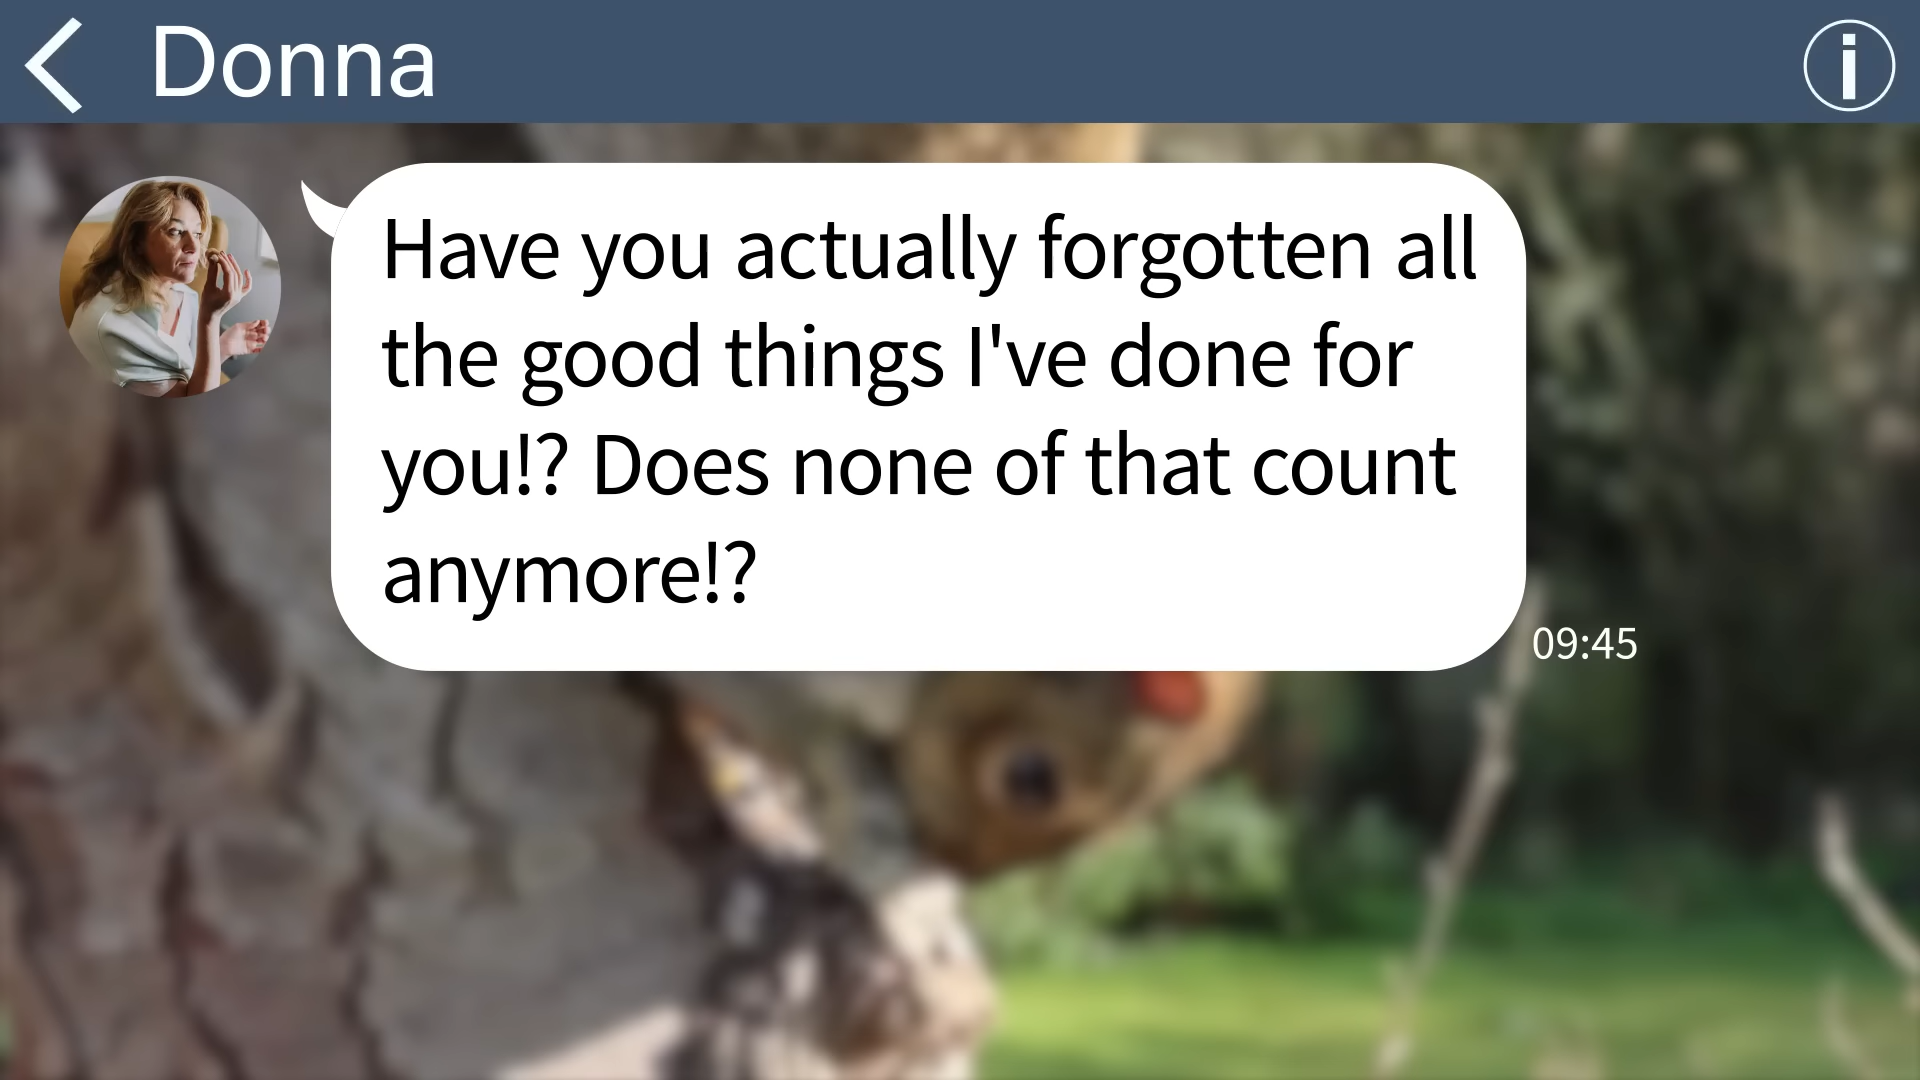 Donna
Have you actually forgotten all
the good things I've done for
you!? Does none of that count
anymore!?
09:45